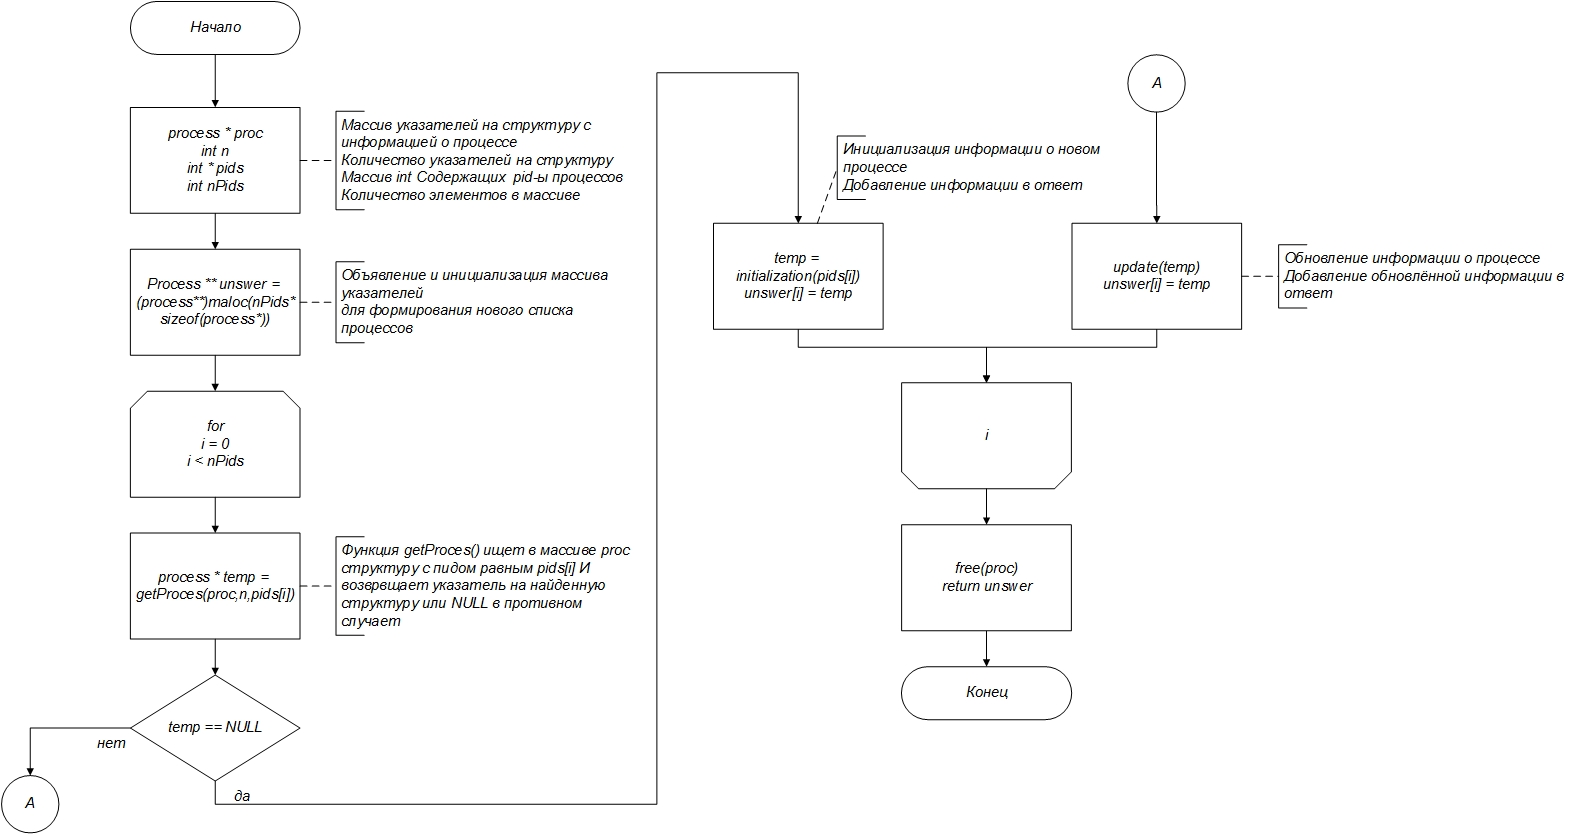 Начало
process * proc
int n
int * pids
int nPids
Массив указателей на структуру с
информацией о процессе
Количество указателей на структуру
Массив int Содержащих pid-ы процессов
Количество элементов в массиве
Process ** unswer =
(process**)maloc(nPids*
sizeof(process*))
Объявление и инициализация массива
указателей
для формирования нового списка
процессов
for
i = 0
i < nPids
process * temp =
getProces(proc,n,pids[i])
Функция getProces() ищет в массиве proc
структуру с пидом равным pids[i] И
возврвщает указатель на найденную
структуру или NULL в противном
случает
temp == NULL
нет
да
A
temp =
initialization(pids[i])
unswer[i] = temp
Инициализация информации о новом
процессе
Добавление информации в ответ
A
update(temp)
unswer[i] = temp
Обновление информации о процессе
Добавление обновлённой информации в
ответ
i
free(proc)
return unswer
Конец